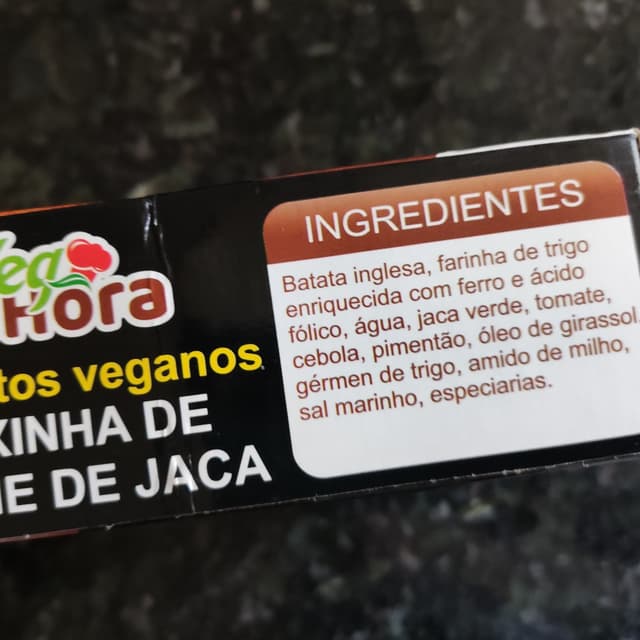 Veg
Hora
tos veganos
XINHA DE
NE DE JACA
INGREDIENTES
Batata inglesa, farinha de trigo
enriquecida com ferro e ácido
fólico, água, jaca verde, tomate,
cebola, pimentão, óleo de girassol,
gérmen de trigo, amido de milho,
sal marinho, especiarias.